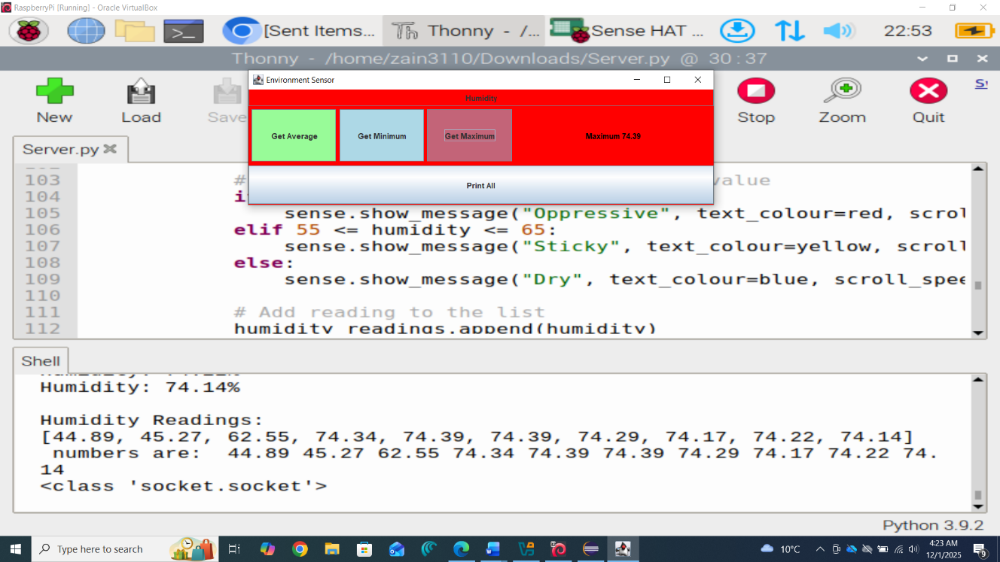 RaspberryPi [Running] - Oracle VirtualBox
[Sent Items... Thonny - /... Sense HAT ... 22:53
Thonny - /home/zain3110/Downloads/Server.py @ 30:37
Environment Sensor
Humidity
Get Average Get Minimum Get Maximum Maximum 74.39
Print All
New Load Save Stop Zoom Quit
Server.py
103 # value
104 i
105 sense.show_message("Oppressive", text_colour=red, scrol
106 elif 55 <= humidity <= 65:
107 sense.show_message("Sticky", text_colour=yellow, scroll
108 else:
109 sense.show_message("Dry", text_colour=blue, scroll_spee
110
111 # Add reading to the list
112 humidity_readings.append(humidity)
Shell
Humidity: 74.14%
Humidity Readings:
[44.89, 45.27, 62.55, 74.34, 74.39, 74.39, 74.29, 74.17, 74.22, 74.14]
numbers are: 44.89 45.27 62.55 74.34 74.39 74.39 74.29 74.17 74.22 74.
14
<class 'socket.socket'>
Python 3.9.2
Type here to search
10°C
4:23 AM
12/1/2025
9